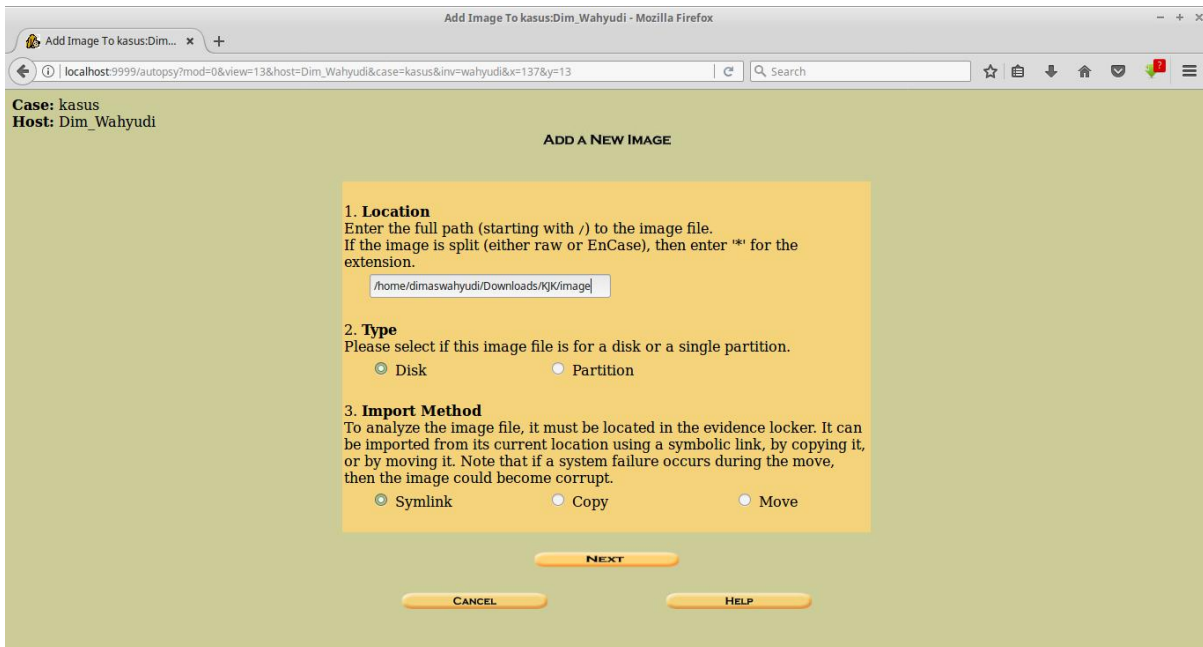 Add Image To kasus:Dim_Wahyudi - Mozilla Firefox
Add Image To kasus:Dim...
localhost:9999/autopsy?mod=0&view=13&host=Dim_Wahyudi&case=kasus&inv=wahyudi&x=137&y=13
Search
?
Case: kasus
Host: Dim_Wahyudi
ADD A NEW IMAGE
1. Location
Enter the full path (starting with /) to the image file.
If the image is split (either raw or EnCase), then enter '*' for the
extension.
/home/dimaswahyudi/Downloads/KJK/image
2. Type
Please select if this image file is for a disk or a single partition.
Disk Partition
3. Import Method
To analyze the image file, it must be located in the evidence locker. It can
be imported from its current location using a symbolic link, by copying it,
or by moving it. Note that if a system failure occurs during the move,
then the image could become corrupt.
Symlink Copy Move
NEXT
CANCEL HELP